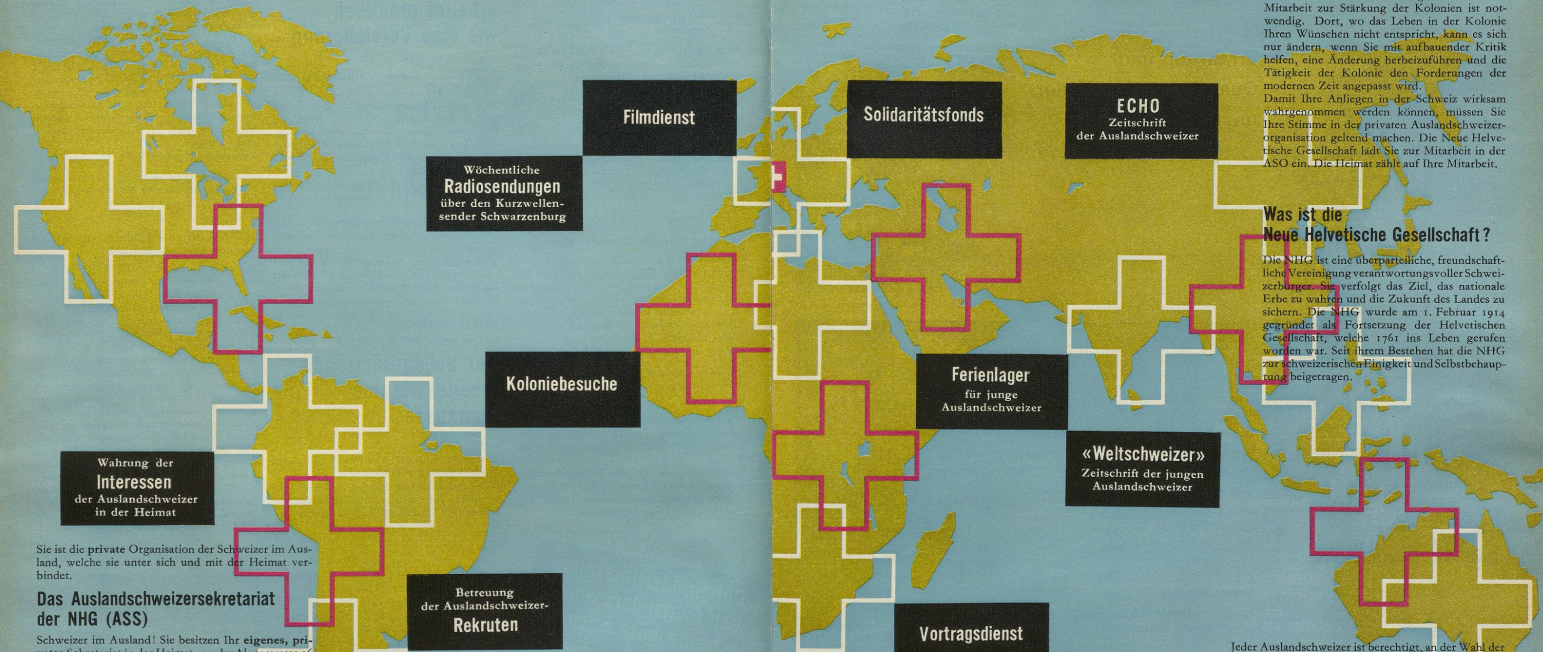 Filmdienst
Wöchentliche
Radiosendungen
über den Kurzwellen-
sender Schwarzenburg
Koloniebesuche
Wahrung der
Interessen
der Auslandschweizer
in der Heimat
Sie ist die private Organisation der Schweizer im Aus-
land, welche sie unter sich und mit der Heimat ver-
bindet.
Das Auslandschweizersekretariat
der NHG (ASS)
Schweizer im Ausland! Sie besitzen Ihr eigenes, pri-
Betreuung
der Auslandschweizer-
Rekruten
Solidaritätsfonds
ECHO
Zeitschrift
der Auslandschweizer
Ferienlager
für junge
Auslandschweizer
«Weltschweizer»
Zeitschrift der jungen
Auslandschweizer
Vortragsdienst
Mitarbeit zur Stärkung der Kolonien ist not-
wendig. Dort, wo das Leben in der Kolonie
Ihren Wünschen nicht entspricht, kann es sich
nur ändern, wenn Sie mit aufbauender Kritik
helfen, eine Änderung herbeizuführen und die
Tätigkeit der Kolonie den Forderungen der
modernen Zeit angepasst wird.
Damit Ihre Anliegen in der Schweiz wirksam
wahrgenommen werden können, müssen Sie
Ihre Stimme in der privaten Auslandschweizer-
organisation geltend machen. Die Neue Helve-
tische Gesellschaft lädt Sie zur Mitarbeit in der
ASO ein. Die Heimat zählt auf Ihre Mitarbeit.
Was ist die
Neue Helvetische Gesellschaft?
Die NHG ist eine überparteiliche, freundschaft-
liche Vereinigung verantwortungsvoller Schwei-
zerbürger. Sie verfolgt das Ziel, das nationale
Erbe zu wahren und die Zukunft des Landes zu
sichern. Die NHG wurde am 1. Februar 1914
gegründet als Fortsetzung der Helvetischen
Gesellschaft, welche 1761 ins Leben gerufen
worden war. Seit ihrem Bestehen hat die NHG
zur schweizerischen Einigkeit und Selbstbehaup-
tung beigetragen.
Jeder Auslandschweizer ist berechtigt, an der Wahl der